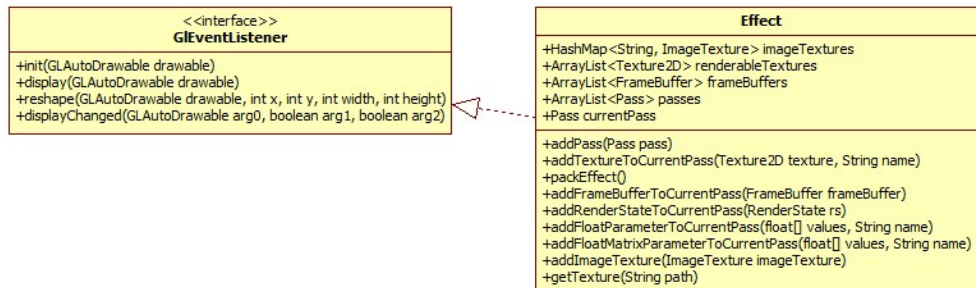 <<interface>>
GlEventListener
+init(GLAutoDrawable drawable)
+display(GLAutoDrawable drawable)
+reshape(GLAutoDrawable drawable, int x, int y, int width, int height)
+displayChanged(GLAutoDrawable arg0, boolean arg1, boolean arg2)
Effect
+HashMap<String, ImageTexture> imageTextures
+ArrayList<Texture2D> renderableTextures
+ArrayList<FrameBuffer> frameBuffers
+ArrayList<Pass> passes
+Pass currentPass
+addPass(Pass pass)
+addTextureToCurrentPass(Texture2D texture, String name)
+packEffect()
+addFrameBufferToCurrentPass(FrameBuffer frameBuffer)
+addRenderStateToCurrentPass(RenderState rs)
+addFloatParameterToCurrentPass(float[] values, String name)
+addFloatMatrixParameterToCurrentPass(float[] values, String name)
+addImageTexture(ImageTexture imageTexture)
+getTexture(String path)